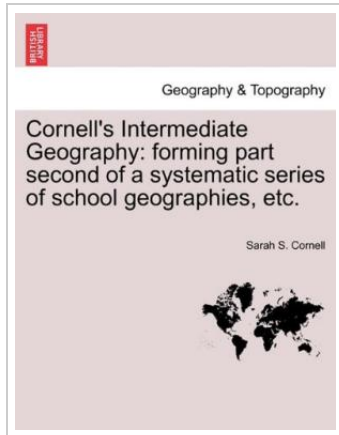 BRITISH
LIBRARY
Geography & Topography
Cornell's Intermediate
Geography: forming part
second of a systematic series
of school geographies, etc.
Sarah S. Cornell